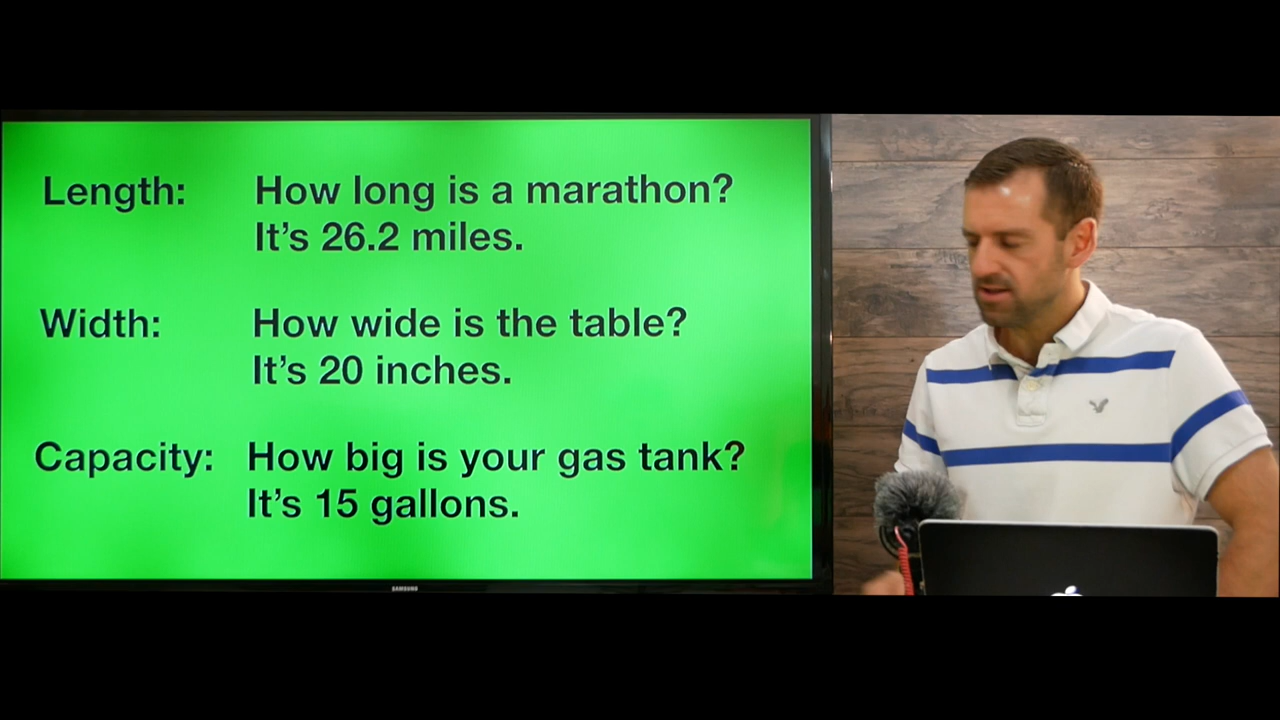 Length: How long is a marathon?
It's 26.2 miles.
Width: How wide is the table?
It's 20 inches.
Capacity: How big is your gas tank?
It's 15 gallons.
SAMSUNG